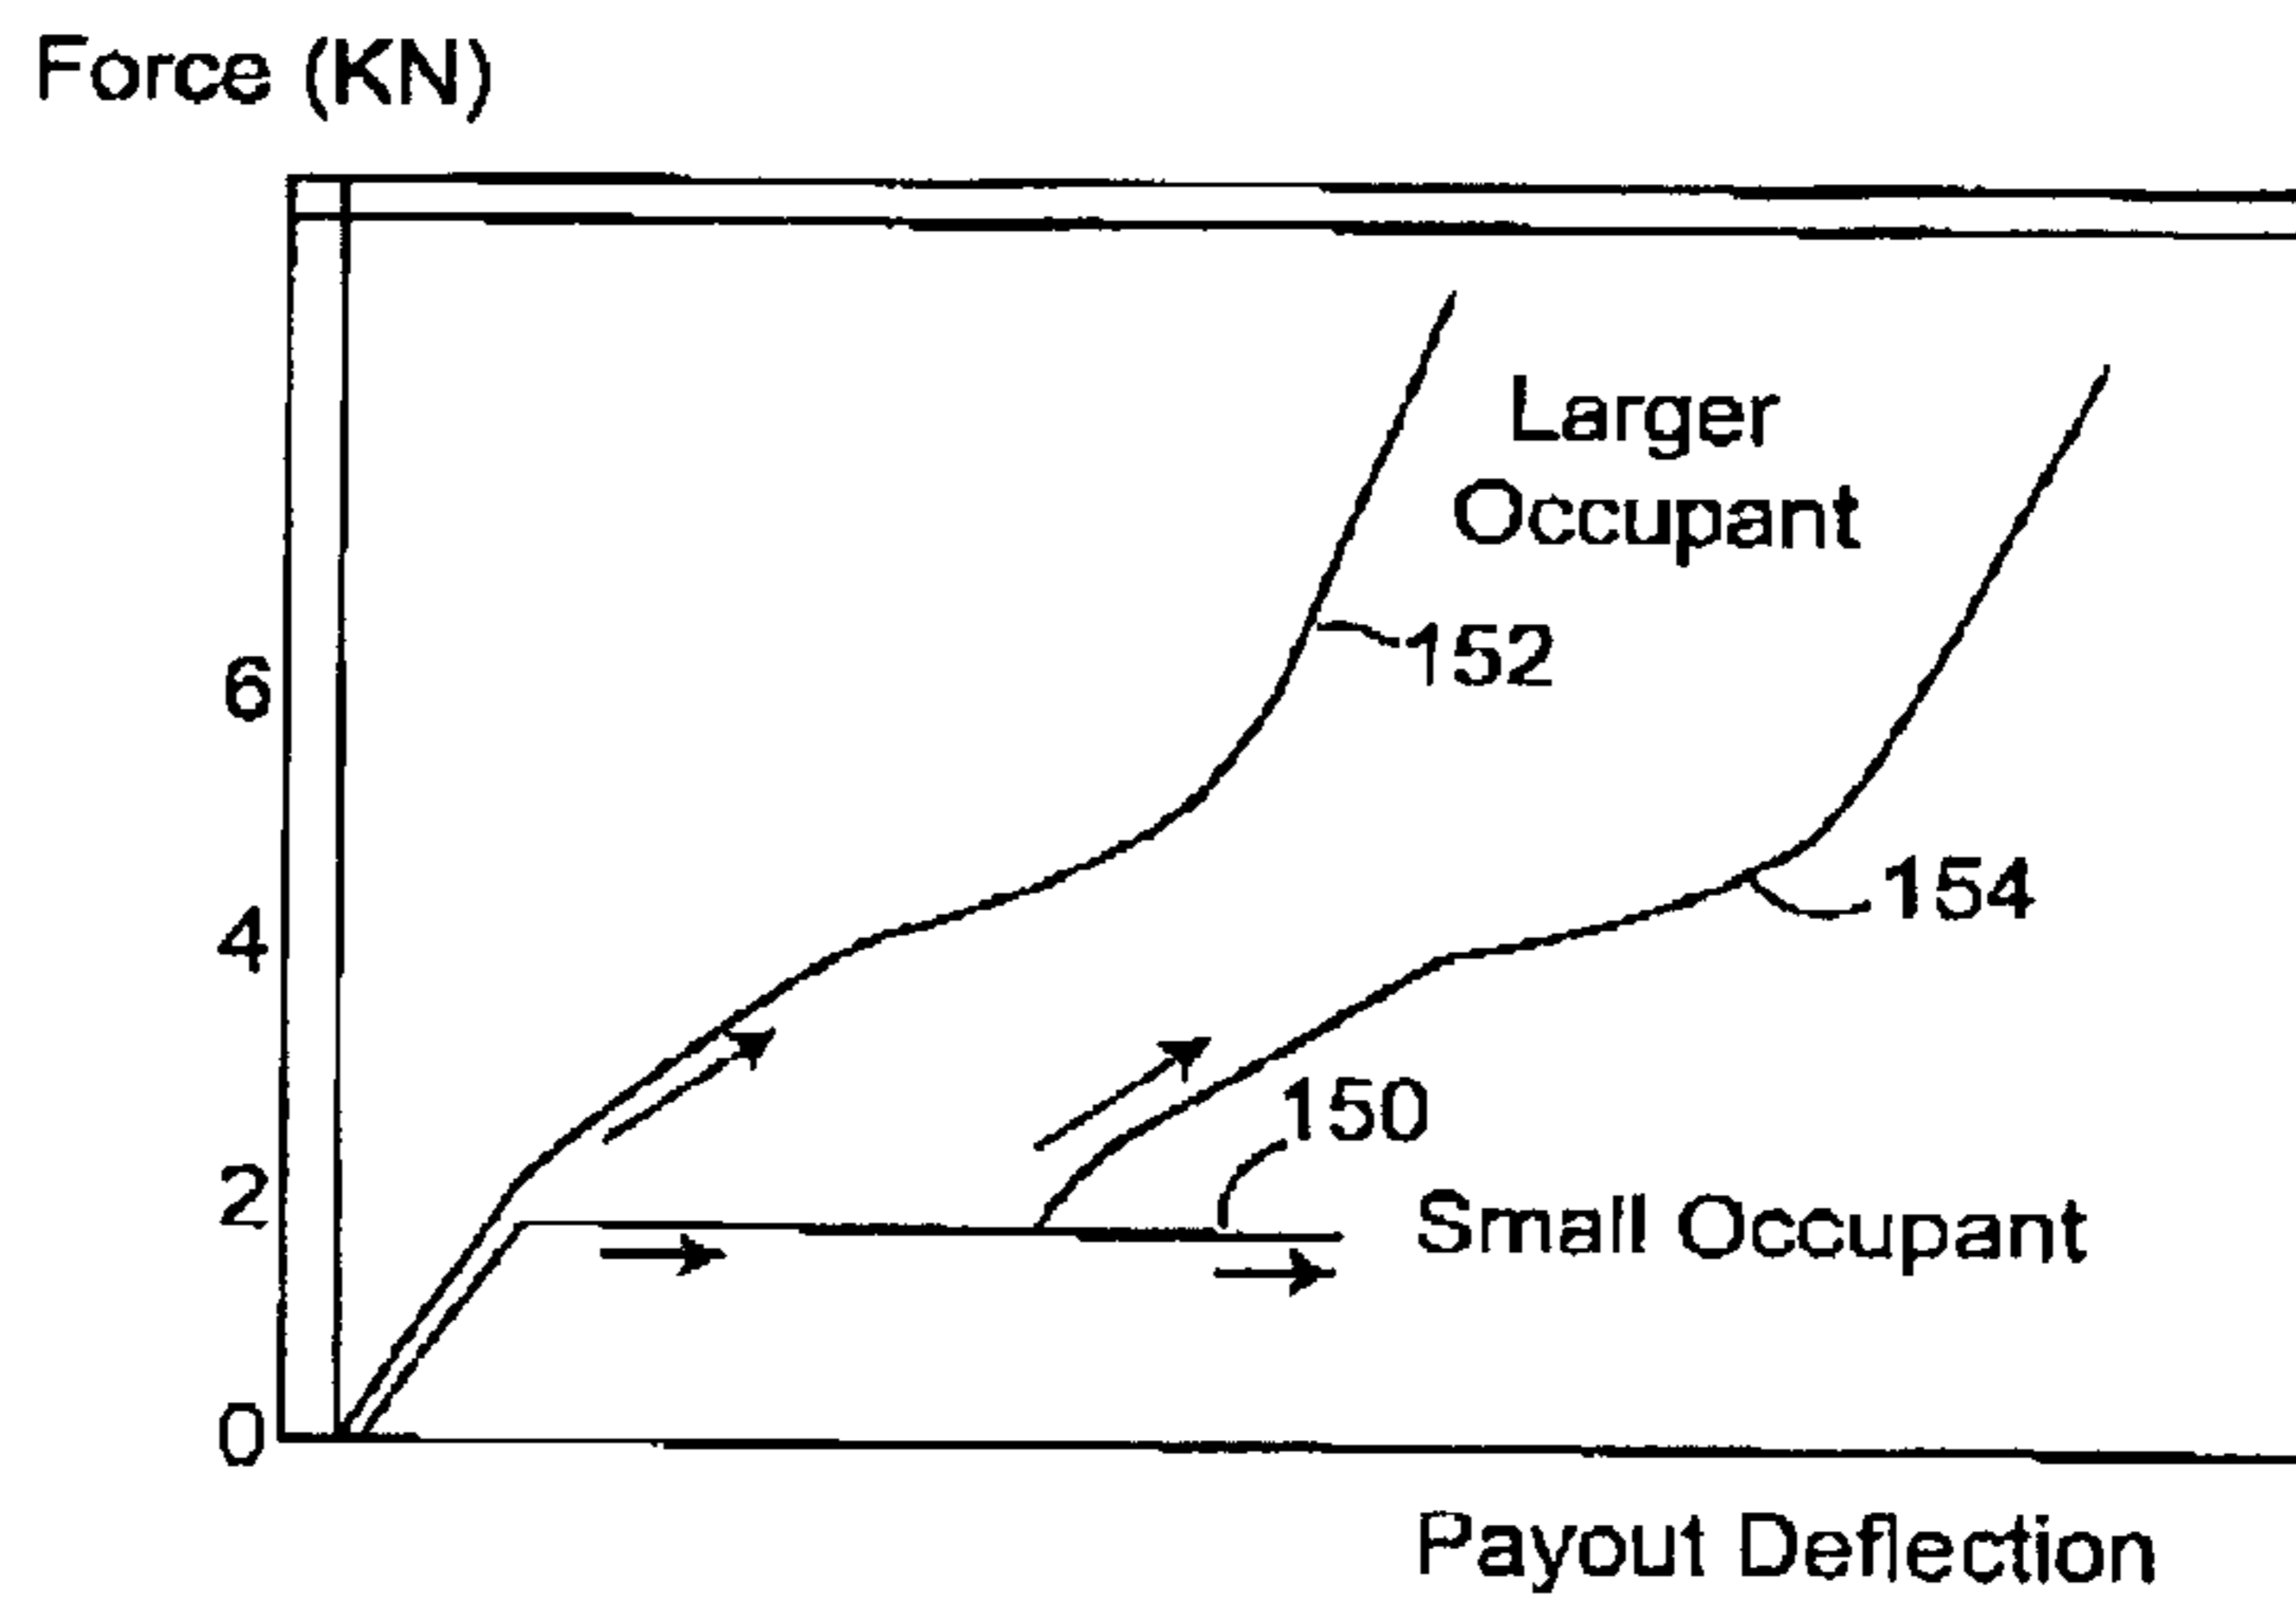 Force (KN)
Larger
Occupant
152
6
154
4
150
2
Small Occupant
0
Payout Deflection